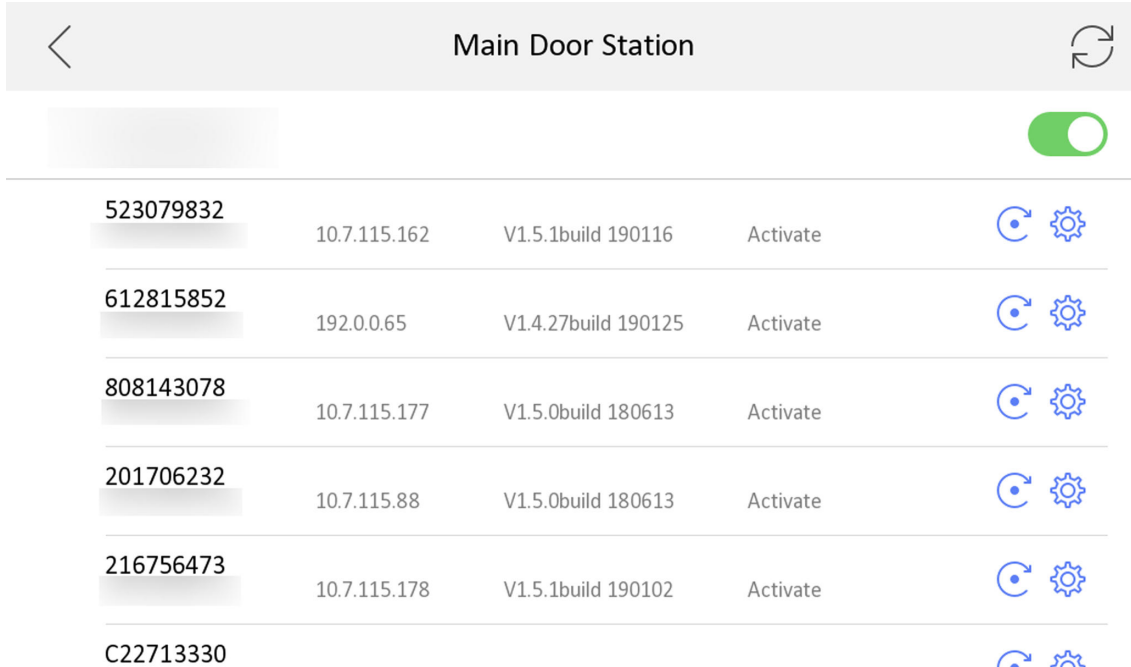 Main Door Station
523079832
10.7.115.162 V1.5.1build 190116 Activate
612815852
192.0.0.65 V1.4.27build 190125 Activate
808143078
10.7.115.177 V1.5.0build 180613 Activate
201706232
10.7.115.88 V1.5.0build 180613 Activate
216756473
10.7.115.178 V1.5.1build 190102 Activate
C22713330